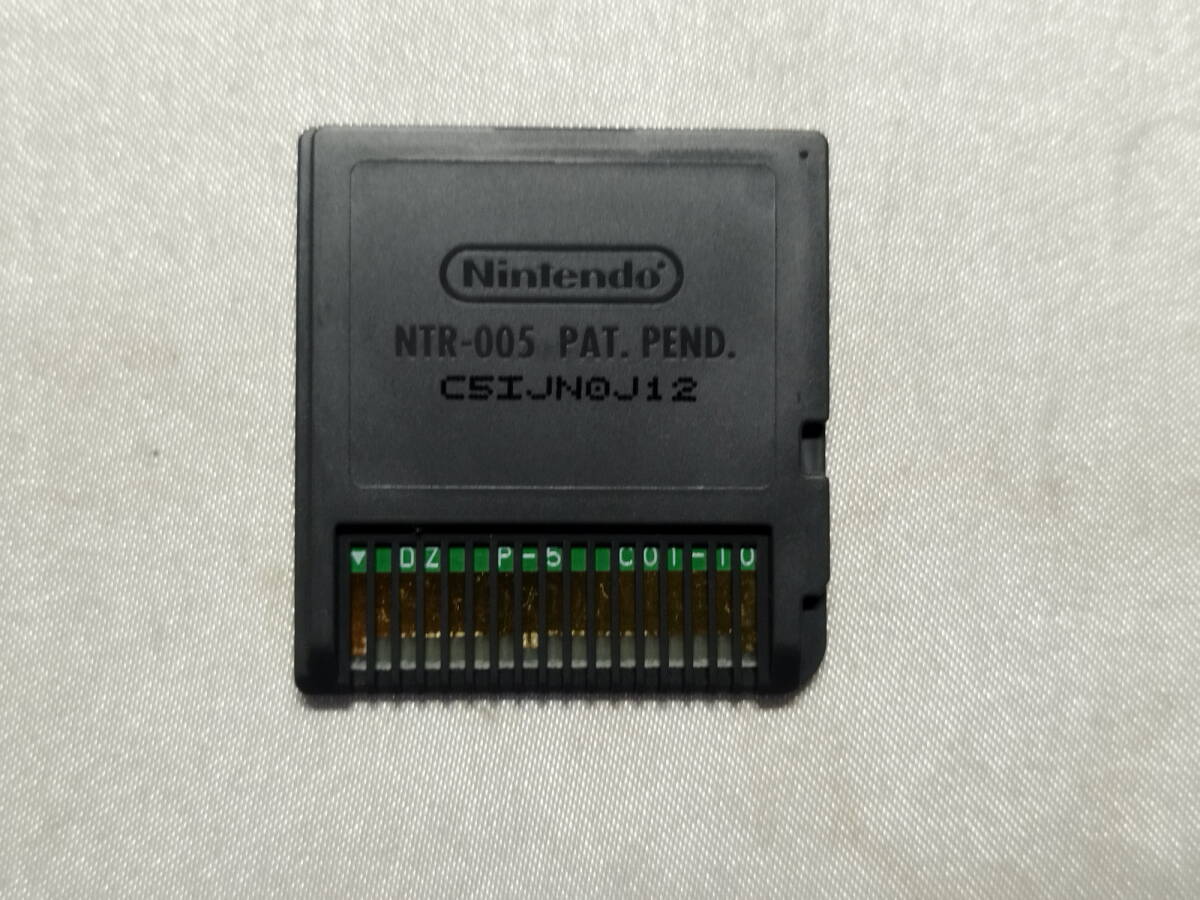 Nintendo
NTR-005 PAT. PEND.
C5IJN0J12
DZ P-5 C01-10